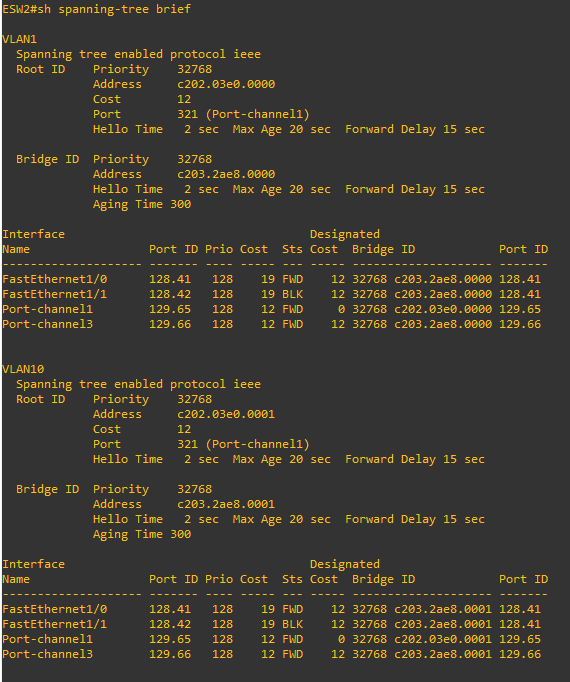 ESW2#sh spanning-tree brief
VLAN1
  Spanning tree enabled protocol ieee
  Root ID    Priority    32768
             Address     c202.03e0.0000
             Cost        12
             Port        321 (Port-channel1)
             Hello Time   2 sec  Max Age 20 sec  Forward Delay 15 sec
  Bridge ID  Priority    32768
             Address     c203.2ae8.0000
             Hello Time   2 sec  Max Age 20 sec  Forward Delay 15 sec
             Aging Time 300
Interface                                   Designated
Name                 Port ID Prio Cost  Sts Cost  Bridge ID            Port ID
-------------------- ------- ---- ----- --- ----- -------------------- -------
FastEthernet1/0      128.41   128    19 FWD    12 32768 c203.2ae8.0000 128.41
FastEthernet1/1      128.42   128    19 BLK    12 32768 c203.2ae8.0000 128.41
Port-channel1        129.65   128    12 FWD     0 32768 c202.03e0.0000 129.65
Port-channel3        129.66   128    12 FWD    12 32768 c203.2ae8.0000 129.66
VLAN10
  Spanning tree enabled protocol ieee
  Root ID    Priority    32768
             Address     c202.03e0.0001
             Cost        12
             Port        321 (Port-channel1)
             Hello Time   2 sec  Max Age 20 sec  Forward Delay 15 sec
  Bridge ID  Priority    32768
             Address     c203.2ae8.0001
             Hello Time   2 sec  Max Age 20 sec  Forward Delay 15 sec
             Aging Time 300
Interface                                   Designated
Name                 Port ID Prio Cost  Sts Cost  Bridge ID            Port ID
-------------------- ------- ---- ----- --- ----- -------------------- -------
FastEthernet1/0      128.41   128    19 FWD    12 32768 c203.2ae8.0001 128.41
FastEthernet1/1      128.42   128    19 BLK    12 32768 c203.2ae8.0001 128.41
Port-channel1        129.65   128    12 FWD     0 32768 c202.03e0.0001 129.65
Port-channel3        129.66   128    12 FWD    12 32768 c203.2ae8.0001 129.66